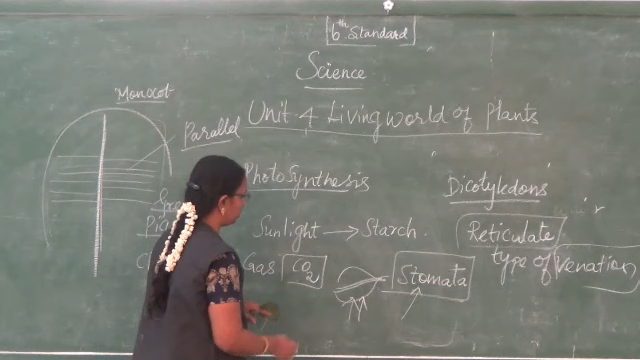 6th Standard
Science
Unit. 4 Living world of Plants
Monocot
Parallel
PhotoSynthesis
Sunlight → Starch.
Gas CO2
Stomata
Dicotyledons
Reticulate
type of Venation